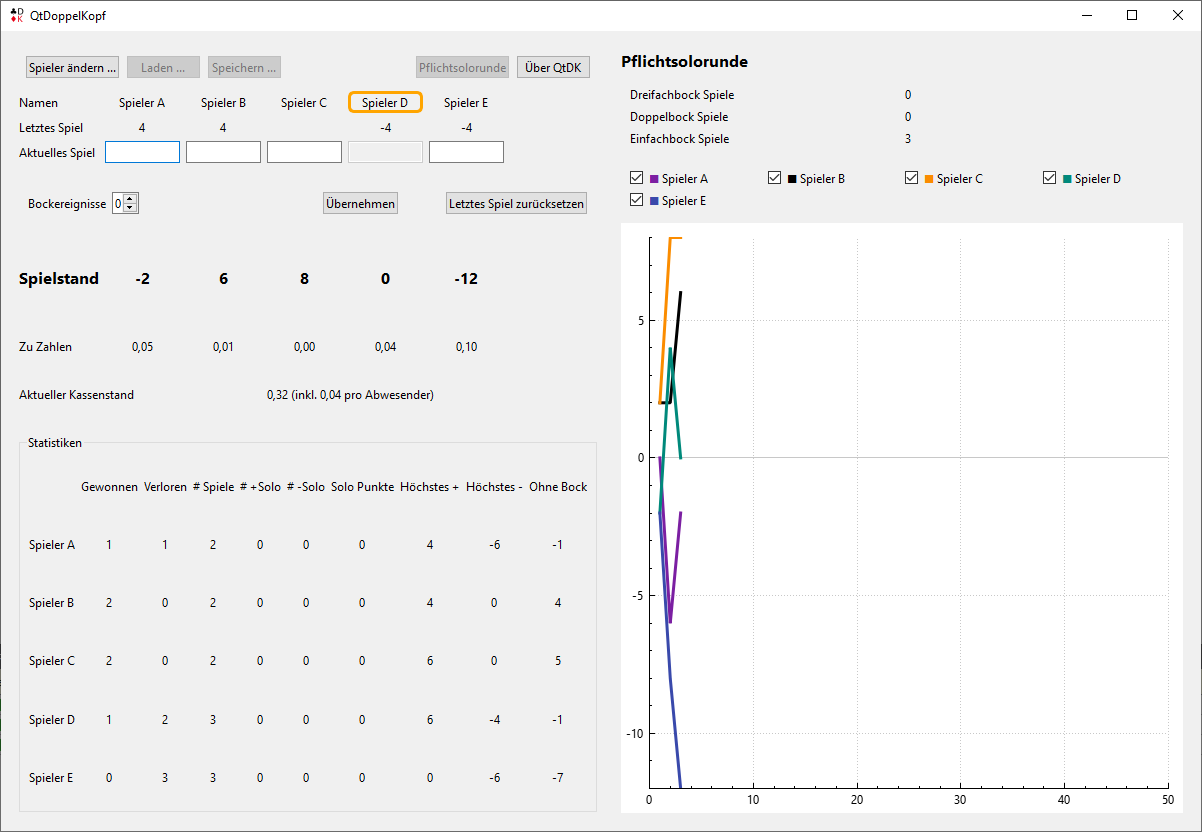 QtDoppelKopf
Spieler ändern ... Laden ... Speichern ... Pflichtsolorunde Über QtDK
Namen Spieler A Spieler B Spieler C Spieler D Spieler E
Letztes Spiel 4 4 -4 -4
Aktuelles Spiel
Bockereignisse 0 Übernehmen Letztes Spiel zurücksetzen
Spielstand -2 6 8 0 -12
Zu Zahlen 0,05 0,01 0,00 0,04 0,10
Aktueller Kassenstand 0,32 (inkl. 0,04 pro Abwesender)
Statistiken
Gewonnen Verloren # Spiele # +Solo # -Solo Solo Punkte Höchstes + Höchstes - Ohne Bock
Spieler A 1 1 2 0 0 0 4 -6 -1
Spieler B 2 0 2 0 0 0 4 0 4
Spieler C 2 0 2 0 0 0 6 0 5
Spieler D 1 2 3 0 0 0 6 -4 -1
Spieler E 0 3 3 0 0 0 0 -6 -7
Pflichtsolorunde
Dreifachbock Spiele 0
Doppelbock Spiele 0
Einfachbock Spiele 3
Spieler A Spieler B Spieler C Spieler D
Spieler E
5
0
-5
-10
0 10 20 30 40 50